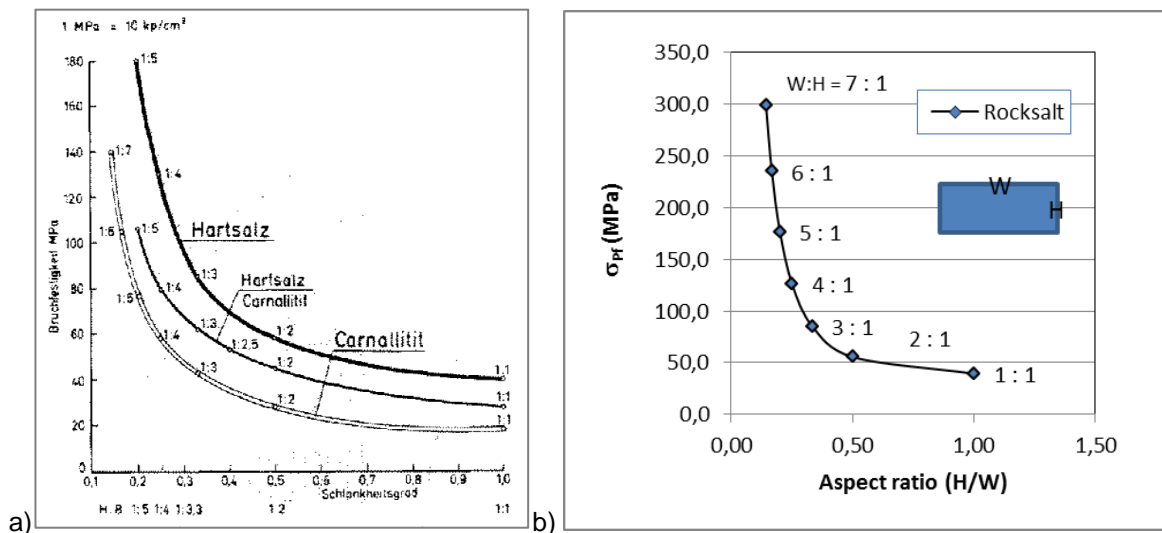 1 MPa = 10 kp/cm²
Bruchfestigkeit MPa
180
160
140
120
100
80
60
40
20
0
1:5
1:4
1:3
1:2
1:1
Hartsalz
1:5
1:4
1:3
1:2,5
1:2
1:1
Hartsalz
Carnallitit
1:7
1:6
1:5
1:4
1:3
1:2
1:1
Carnallitit
0,1 0,2 0,3 0,4 0,5 0,6 0,7 0,8 0,9 1,0
Schlankheitsgrad
H:B 1:5 1:4 1:3,3 1:2 1:1
a)
350,0
300,0
250,0
200,0
150,0
100,0
50,0
0,0
σPf (MPa)
W:H = 7 : 1
6 : 1
5 : 1
4 : 1
3 : 1
2 : 1
1 : 1
Rocksalt
W
H
0,00 0,50 1,00 1,50
Aspect ratio (H/W)
b)